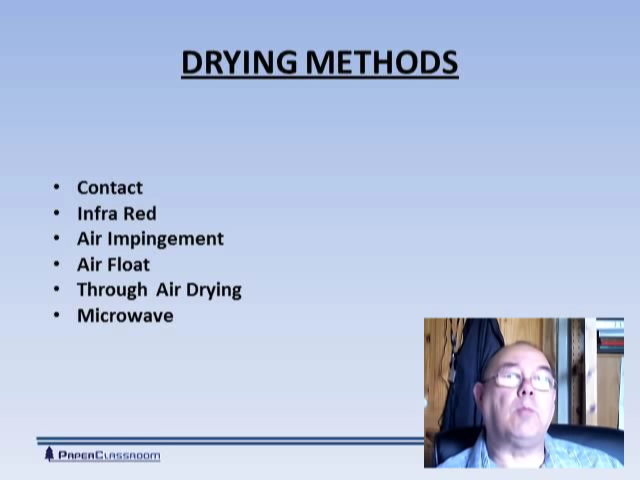 DRYING METHODS
• Contact
• Infra Red
• Air Impingement
• Air Float
• Through Air Drying
• Microwave
PAPERCLASSROOM